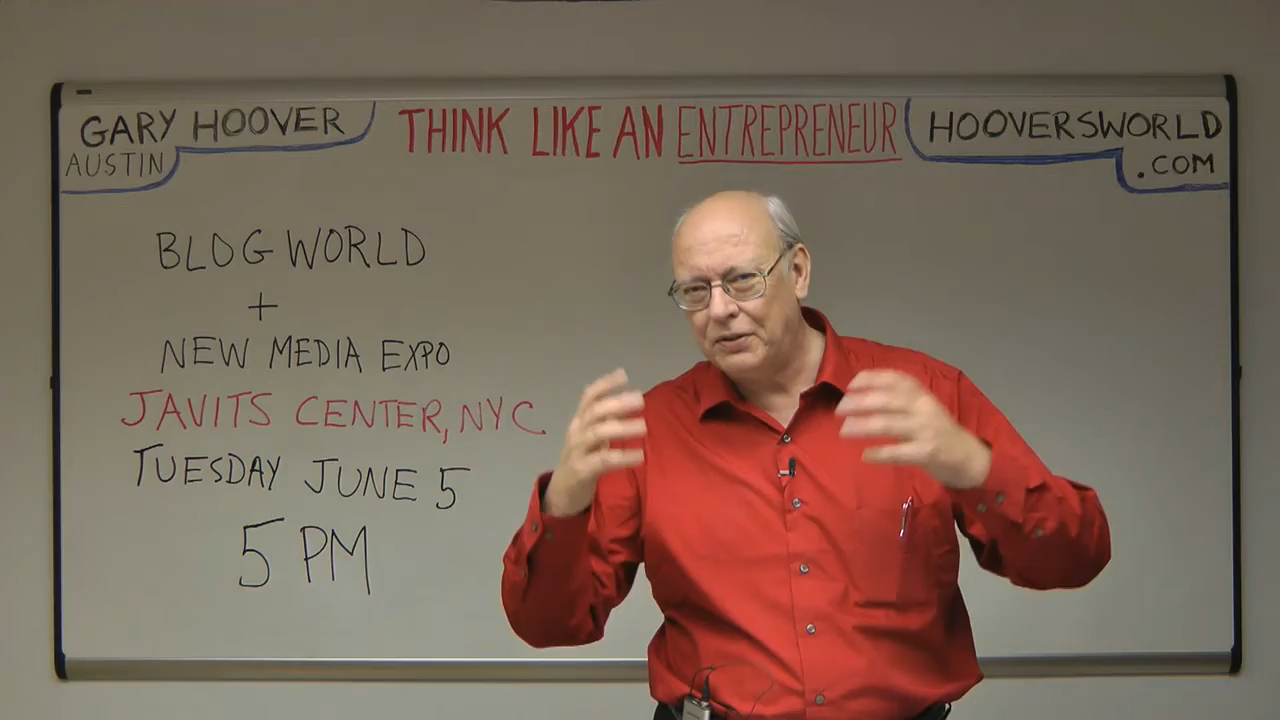 GARY HOOVER
AUSTIN
THINK LIKE AN ENTREPRENEUR
HOOVERSWORLD
.COM
BLOG WORLD
+
NEW MEDIA EXPO
JAVITS CENTER, NYC
TUESDAY JUNE 5
5 PM